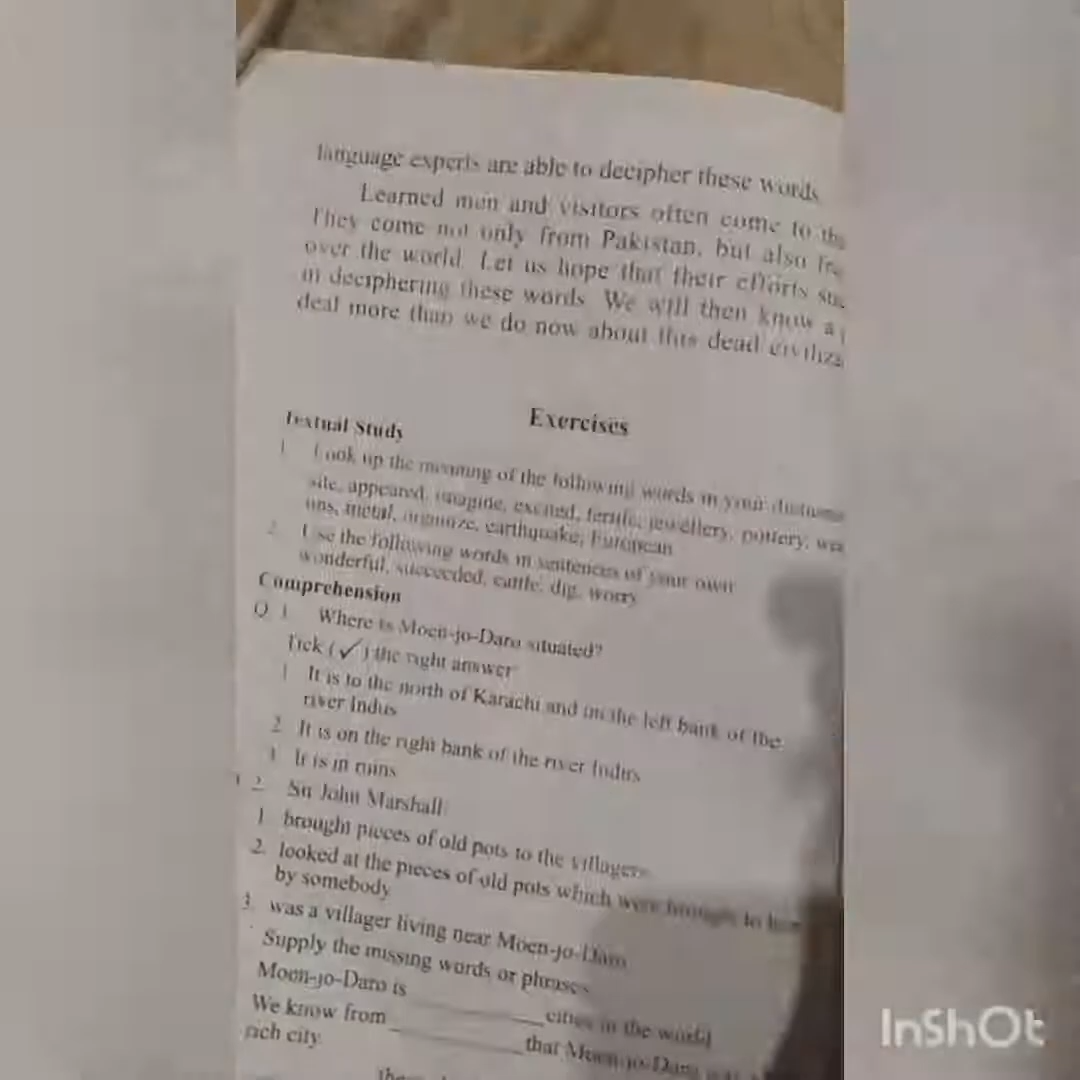 language experts are able to decipher these words
Learned men and visitors often come to
They come not only from Pakistan, but also
over the world. Let us hope that their efforts
in deciphering these words. We will then know a
deal more than we do now about this dead
Exercises
Textual Study
1. Look up the meaning of the following words in your
site, appeared, imagine, excited, terrific, jewellery, pottery,
metal, organize, earthquake, European
2. Use the following words in sentences of your own
wonderful, succeeded, cattle, dig, worry
Comprehension
Q 1. Where is Moen-jo-Daro situated?
Tick (✓) the right answer
1 It is to the north of Karachi and on the left bank of the
river Indus
2 It is on the right bank of the river Indus
It is in ruins
2. Sir John Marshall
1. brought pieces of old pots to the villagers
2. looked at the pieces of old pots which were brought to
by somebody
3. was a villager living near Moen-jo-Daro
Supply the missing words or phrases
Moen-jo-Daro is ________ cities in the world
We know from ________ that Moen-jo-Daro
rich city
InShOt